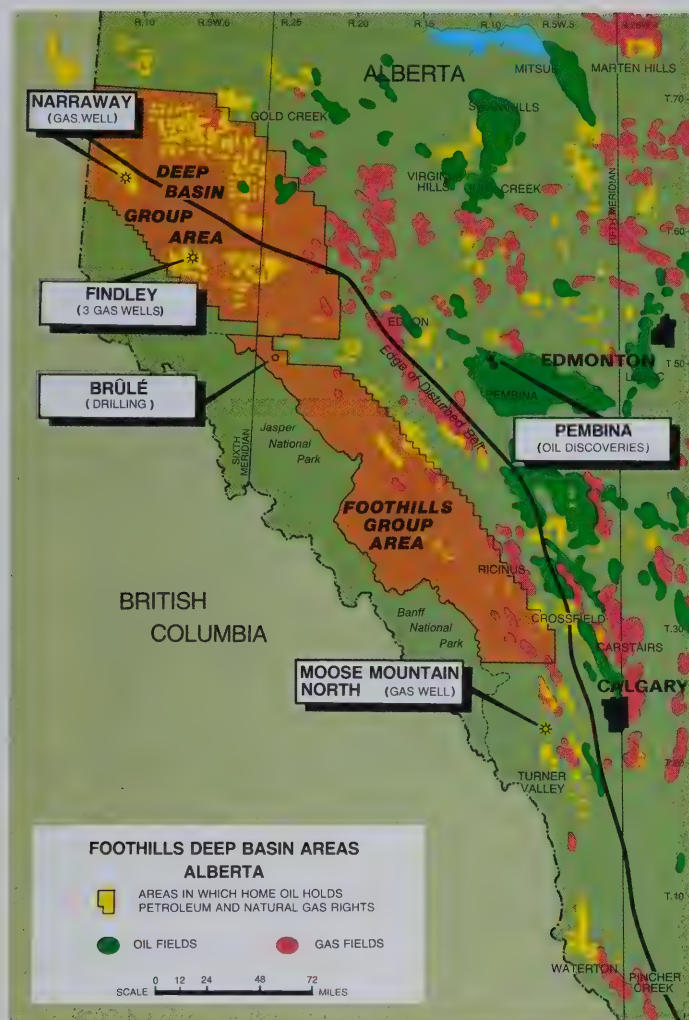 R.10 R.5W.6 R.25 R.20 R.15 R.10 R.5W.5
ALBERTA
MITSUE
MARTEN HILLS
T.70
NARRAWAY
(GAS WELL)
GOLD CREEK
SWAN HILLS
DEEP
BASIN
GROUP
AREA
VIRGINIA
HILLS
CREEK
FIFTH MERIDIAN
T.60
FINDLEY
(3 GAS WELLS)
EDSON
Edge of Disturbed Belt
EDMONTON
T.50
BRÛLÉ
(DRILLING)
PEMBINA
PEMBINA
(OIL DISCOVERIES)
Jasper
National
Park
SIXTH
MERIDIAN
FOOTHILLS
GROUP
AREA
RICINUS
BRITISH
COLUMBIA
Banff
National
Park
CROSSFIELD
T.30
CARSTAIRS
MOOSE MOUNTAIN
NORTH (GAS WELL)
CALGARY
T.20
TURNER
VALLEY
FOOTHILLS DEEP BASIN AREAS
ALBERTA
AREAS IN WHICH HOME OIL HOLDS
PETROLEUM AND NATURAL GAS RIGHTS
OIL FIELDS GAS FIELDS
0 12 24 48 72
SCALE MILES
T.10
WATERTON
PINCHER
CREEK